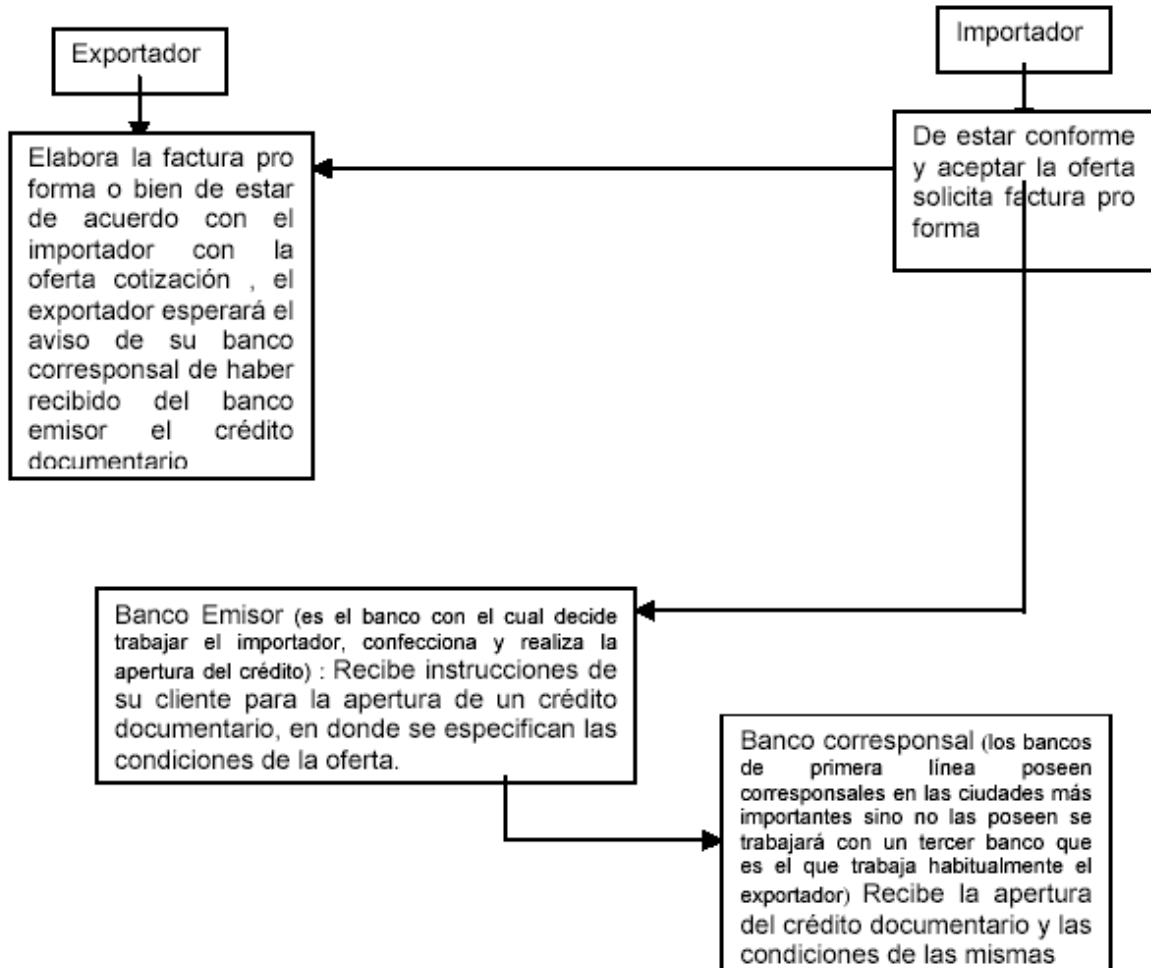 Exportador
Importador
Elabora la factura pro
forma o bien de estar
de acuerdo con el
importador con la
oferta cotización , el
exportador esperará el
aviso de su banco
corresponsal de haber
recibido del banco
emisor el crédito
documentario
De estar conforme
y aceptar la oferta
solicita factura pro
forma
Banco Emisor (es el banco con el cual decide
trabajar el importador, confecciona y realiza la
apertura del crédito) : Recibe instrucciones de
su cliente para la apertura de un crédito
documentario, en donde se especifican las
condiciones de la oferta.
Banco corresponsal (los bancos
de primera línea poseen
corresponsales en las ciudades más
importantes sino no las poseen se
trabajará con un tercer banco que
es el que trabaja habitualmente el
exportador) Recibe la apertura
del crédito documentario y las
condiciones de las mismas